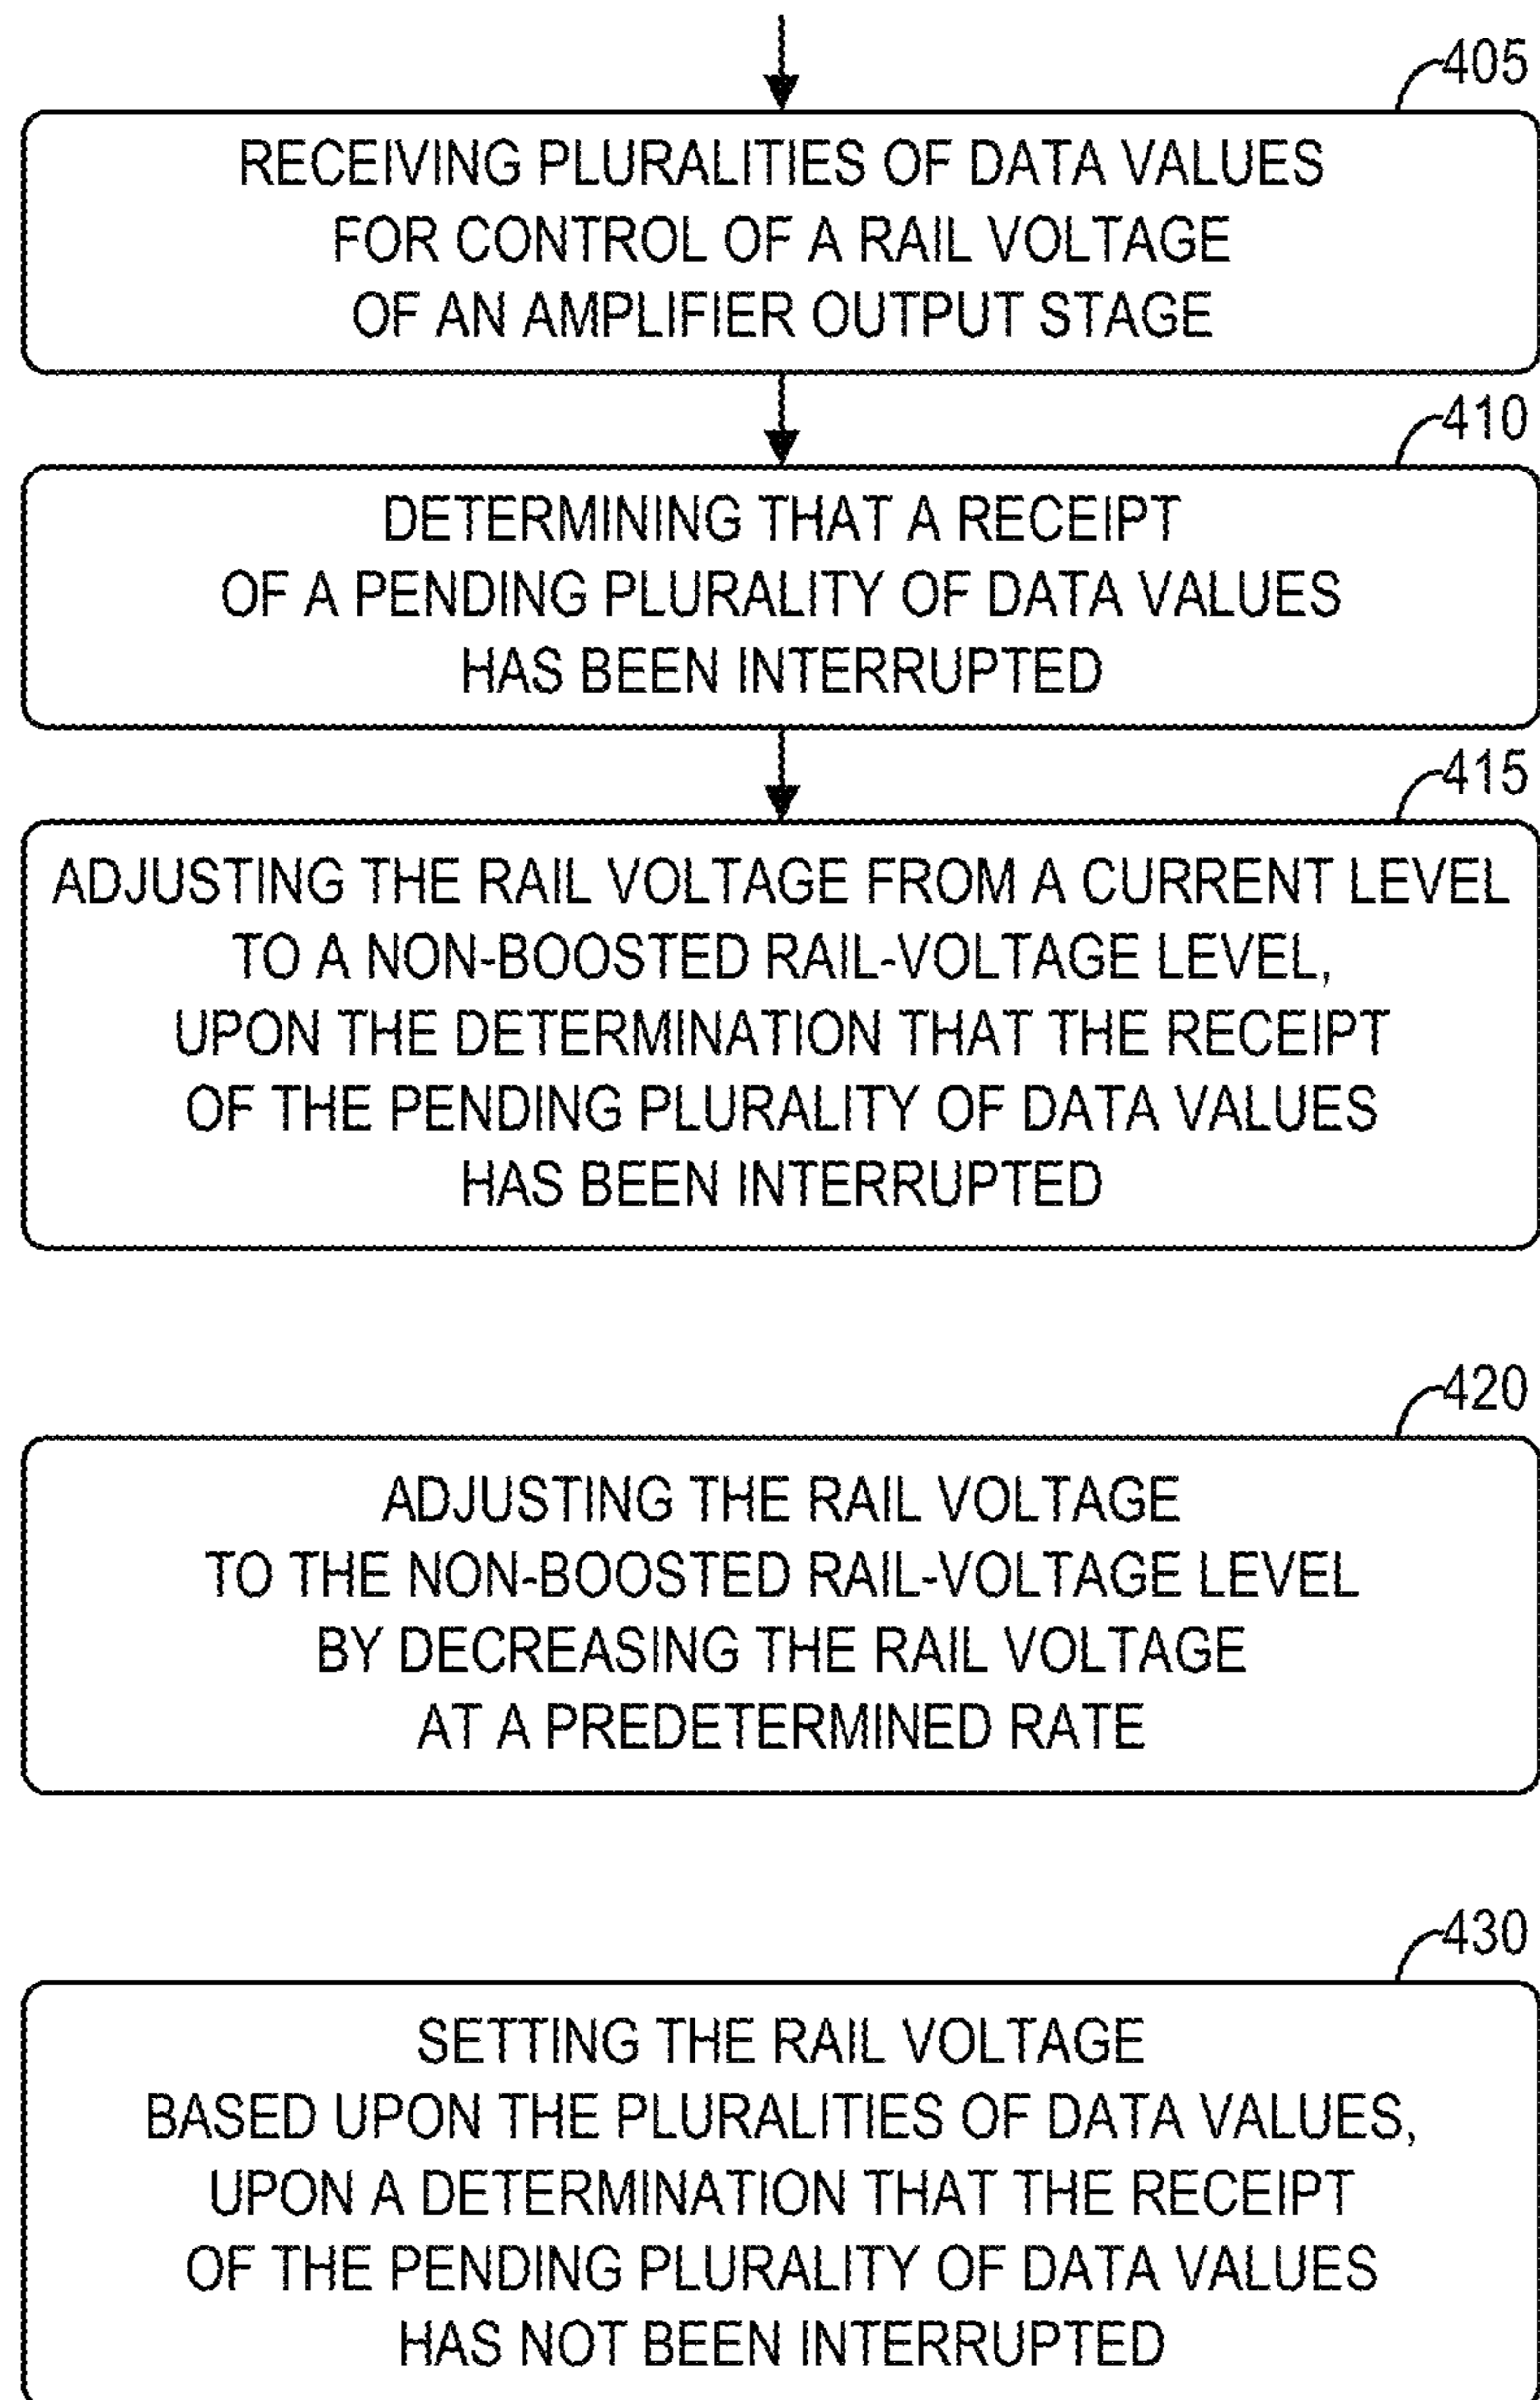 405
RECEIVING PLURALITIES OF DATA VALUES
FOR CONTROL OF A RAIL VOLTAGE
OF AN AMPLIFIER OUTPUT STAGE
410
DETERMINING THAT A RECEIPT
OF A PENDING PLURALITY OF DATA VALUES
HAS BEEN INTERRUPTED
415
ADJUSTING THE RAIL VOLTAGE FROM A CURRENT LEVEL
TO A NON-BOOSTED RAIL-VOLTAGE LEVEL,
UPON THE DETERMINATION THAT THE RECEIPT
OF THE PENDING PLURALITY OF DATA VALUES
HAS BEEN INTERRUPTED
420
ADJUSTING THE RAIL VOLTAGE
TO THE NON-BOOSTED RAIL-VOLTAGE LEVEL
BY DECREASING THE RAIL VOLTAGE
AT A PREDETERMINED RATE
430
SETTING THE RAIL VOLTAGE
BASED UPON THE PLURALITIES OF DATA VALUES,
UPON A DETERMINATION THAT THE RECEIPT
OF THE PENDING PLURALITY OF DATA VALUES
HAS NOT BEEN INTERRUPTED